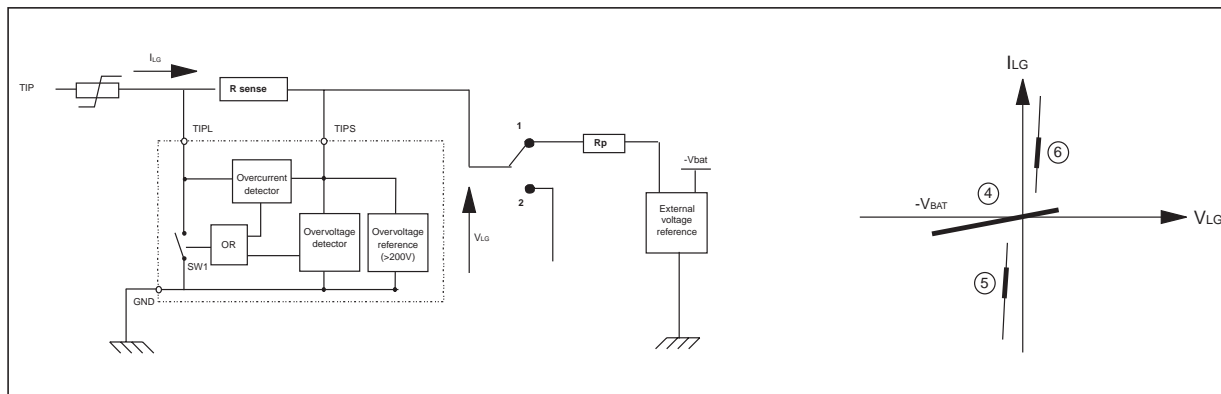 ILG
TIP
R sense
TIPL
TIPS
1
Rp
-Vbat
2
Overcurrent
detector
OR
Overvoltage
detector
Overvoltage
reference
(>200V)
SW1
VLG
External
voltage
reference
GND
ILG
6
4
-VBAT
VLG
5